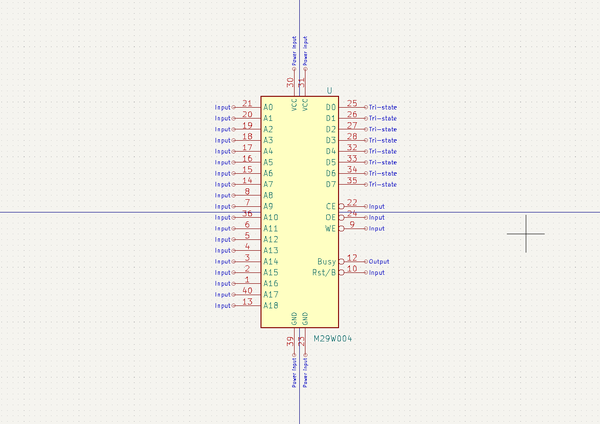 Power Input
Power Input
30
31
U
VCC
VCC
Input 21 A0 D0 25 Tri-state
Input 20 A1 D1 26 Tri-state
Input 19 A2 D2 27 Tri-state
Input 18 A3 D3 28 Tri-state
Input 17 A4 D4 32 Tri-state
Input 16 A5 D5 33 Tri-state
Input 15 A6 D6 34 Tri-state
Input 14 A7 D7 35 Tri-state
Input 8 A8
Input 7 A9 CE 22 Input
Input 36 A10 OE 24 Input
Input 6 A11 WE 9 Input
Input 5 A12
Input 4 A13
Input 3 A14 Busy 12 Output
Input 2 A15 Rst/B 10 Input
Input 1 A16
Input 40 A17
Input 13 A18
GND
GND
39
23
M29W004
Power Input
Power Input